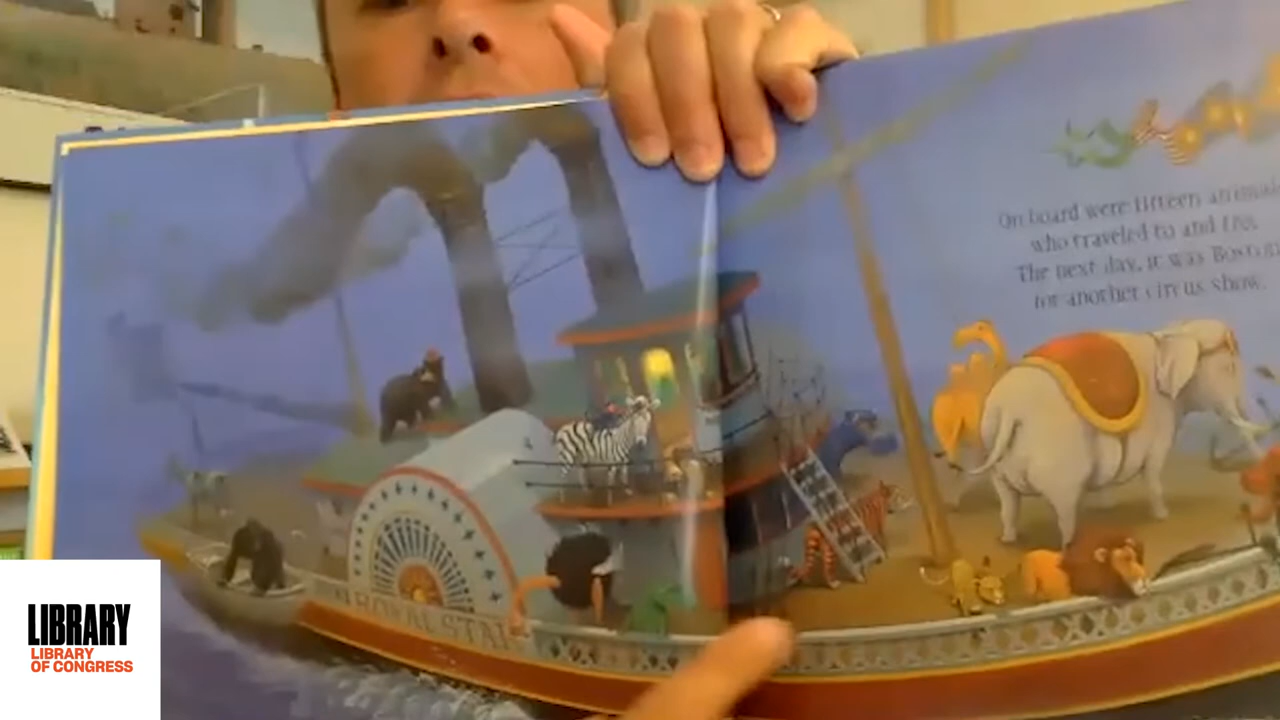 On board were fifteen animals
who traveled to and fro.
The next day, it was Boston
for another circus show.
ROYAL STAR
LIBRARY
LIBRARY
OF CONGRESS